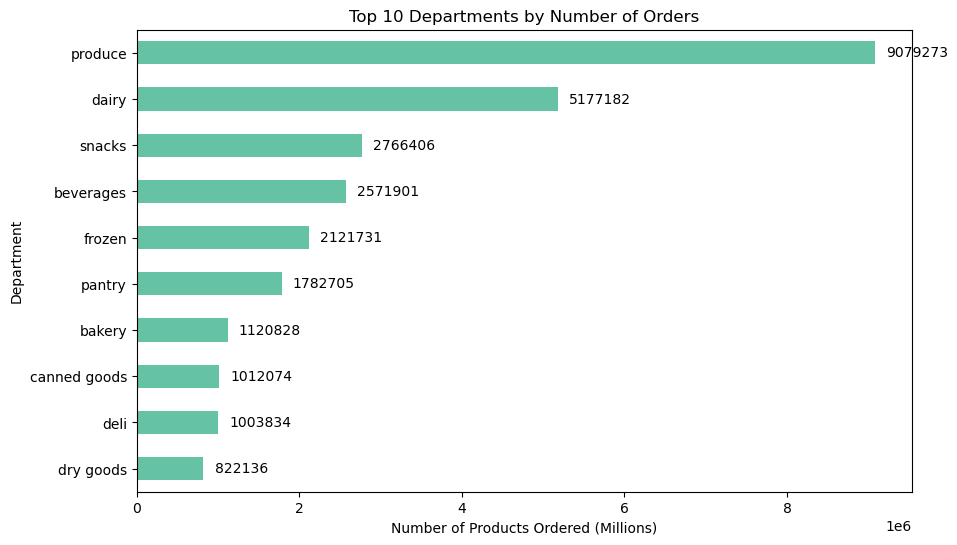 Top 10 Departments by Number of Orders
Department
produce 9079273
dairy 5177182
snacks 2766406
beverages 2571901
frozen 2121731
pantry 1782705
bakery 1120828
canned goods 1012074
deli 1003834
dry goods 822136
0 2 4 6 8
1e6
Number of Products Ordered (Millions)